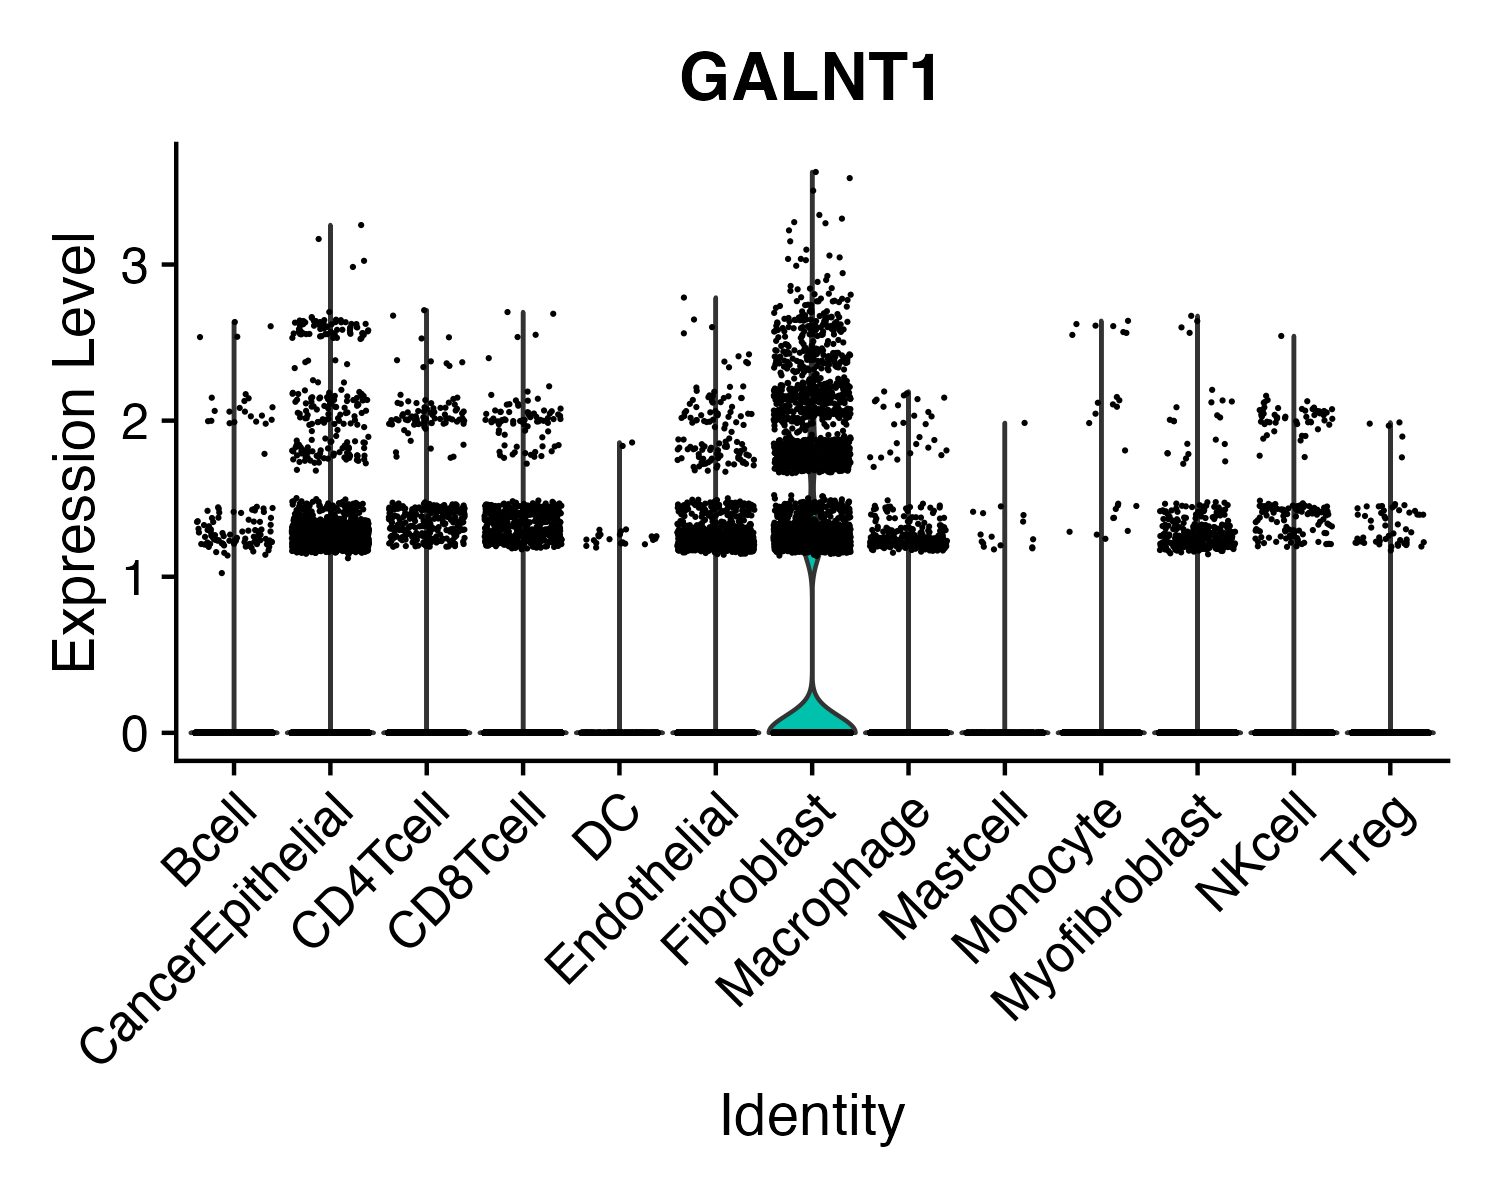 GALNT1
Expression Level
3
2
1
0
Bcell
CancerEpithelial
CD4Tcell
CD8Tcell
DC
Endothelial
Fibroblast
Macrophage
Mastcell
Monocyte
Myofibroblast
NKcell
Treg
Identity